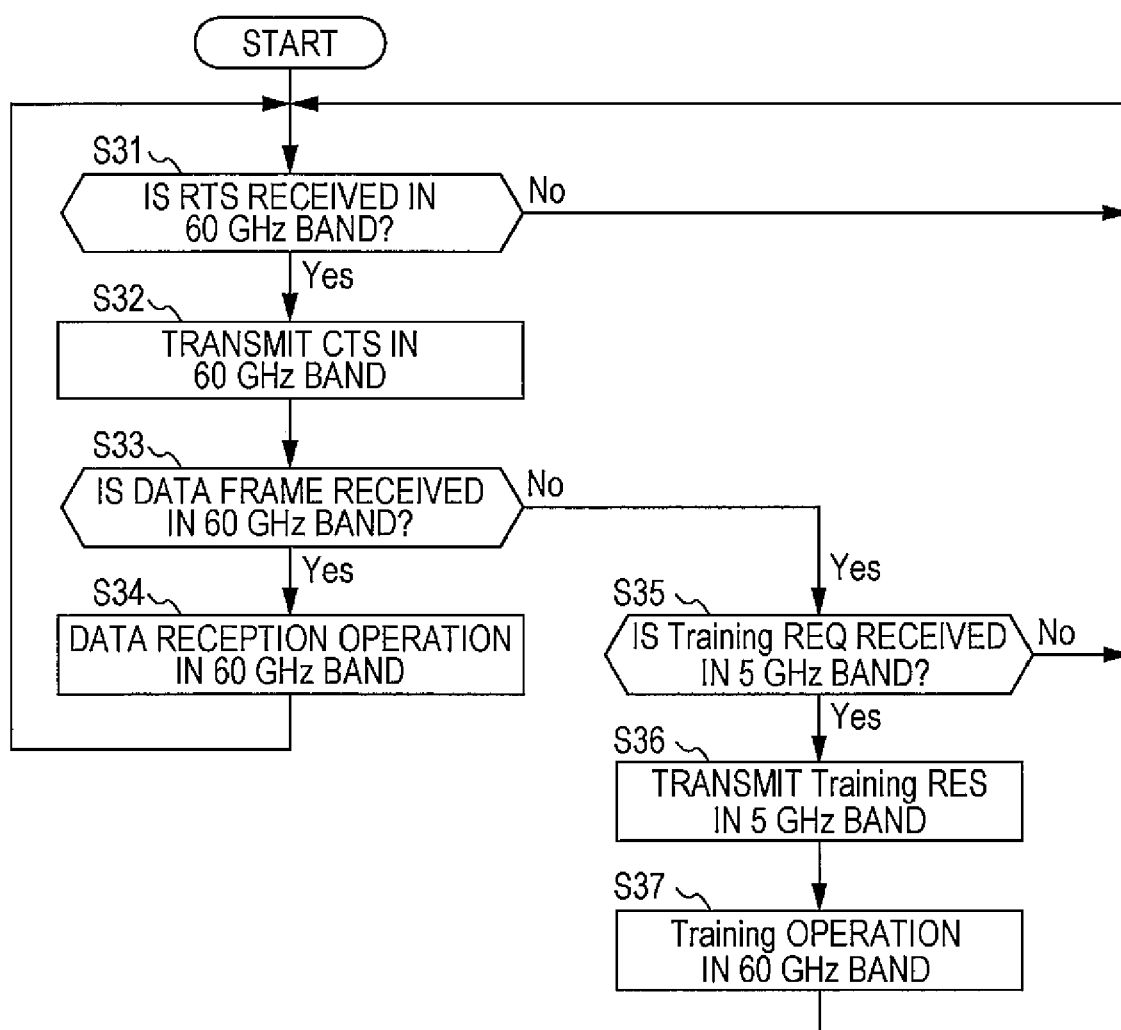 START
S31
IS RTS RECEIVED IN
60 GHz BAND?
No
Yes
S32
TRANSMIT CTS IN
60 GHz BAND
S33
IS DATA FRAME RECEIVED
IN 60 GHz BAND?
No
Yes
S34
DATA RECEPTION OPERATION
IN 60 GHz BAND
Yes
S35
IS Training REQ RECEIVED
IN 5 GHz BAND?
No
Yes
S36
TRANSMIT Training RES
IN 5 GHz BAND
S37
Training OPERATION
IN 60 GHz BAND